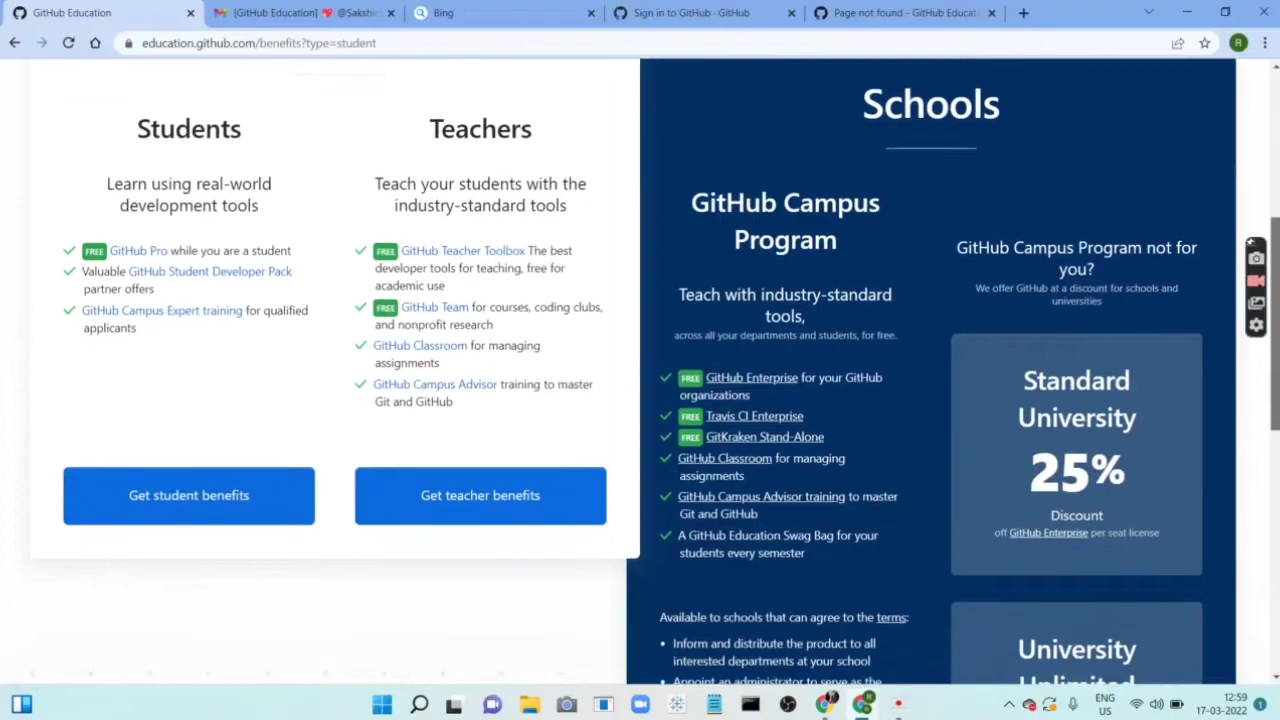 GitHub Education
[GitHub Education] 💖 @Sakshi
Bing
Sign in to GitHub · GitHub
Page not found - GitHub Educati
education.github.com/benefits?type=student
R
Students
Learn using real-world
development tools
FREE GitHub Pro while you are a student
Valuable GitHub Student Developer Pack
partner offers
GitHub Campus Expert training for qualified
applicants
Get student benefits
Teachers
Teach your students with the
industry-standard tools
FREE GitHub Teacher Toolbox The best
developer tools for teaching, free for
academic use
FREE GitHub Team for courses, coding clubs,
and nonprofit research
GitHub Classroom for managing
assignments
GitHub Campus Advisor training to master
Git and GitHub
Get teacher benefits
Schools
GitHub Campus
Program
Teach with industry-standard
tools,
across all your departments and students, for free.
FREE GitHub Enterprise for your GitHub
organizations
FREE Travis CI Enterprise
FREE GitKraken Stand-Alone
GitHub Classroom for managing
assignments
GitHub Campus Advisor training to master
Git and GitHub
A GitHub Education Swag Bag for your
students every semester
Available to schools that can agree to the terms:
Inform and distribute the product to all
interested departments at your school
Appoint an administrator to serve as the
GitHub Campus Program not for
you?
We offer GitHub at a discount for schools and
universities
Standard
University
25%
Discount
off GitHub Enterprise per seat license
University
Unlimited
ENG
US
12:59
17-03-2022